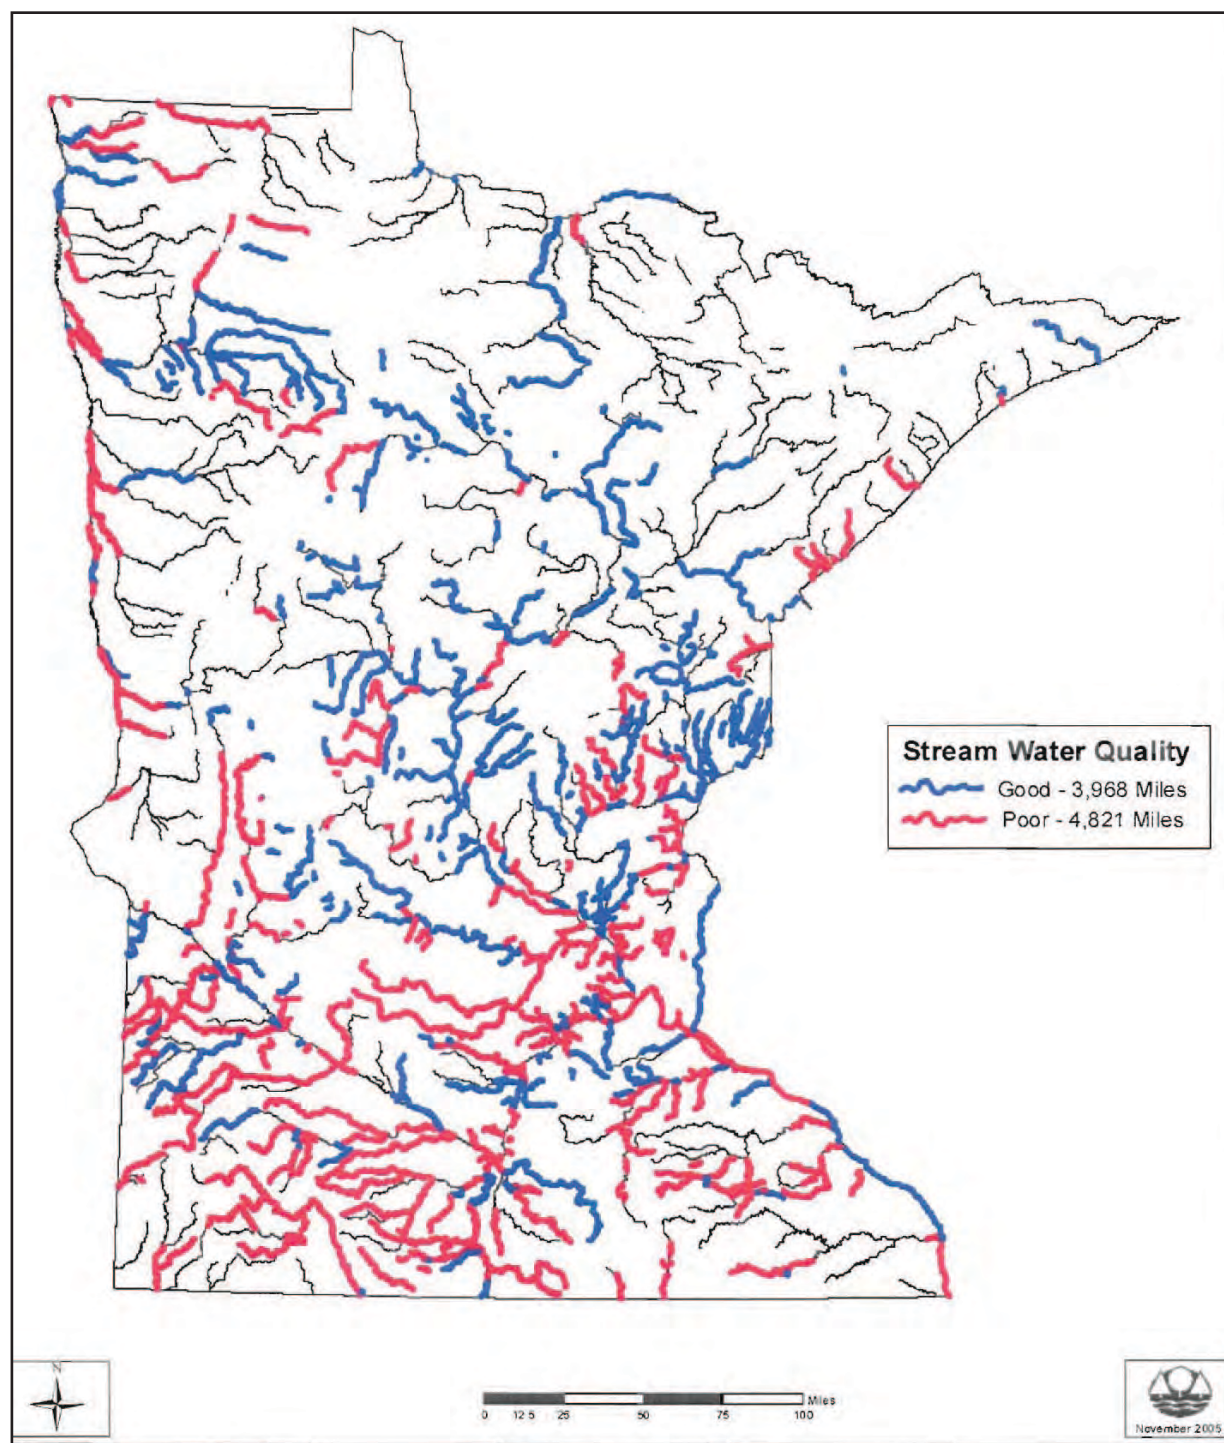 Stream Water Quality
Good - 3,968 Miles
Poor - 4,821 Miles
N
Miles
0 12.5 25 50 75 100
November 2005